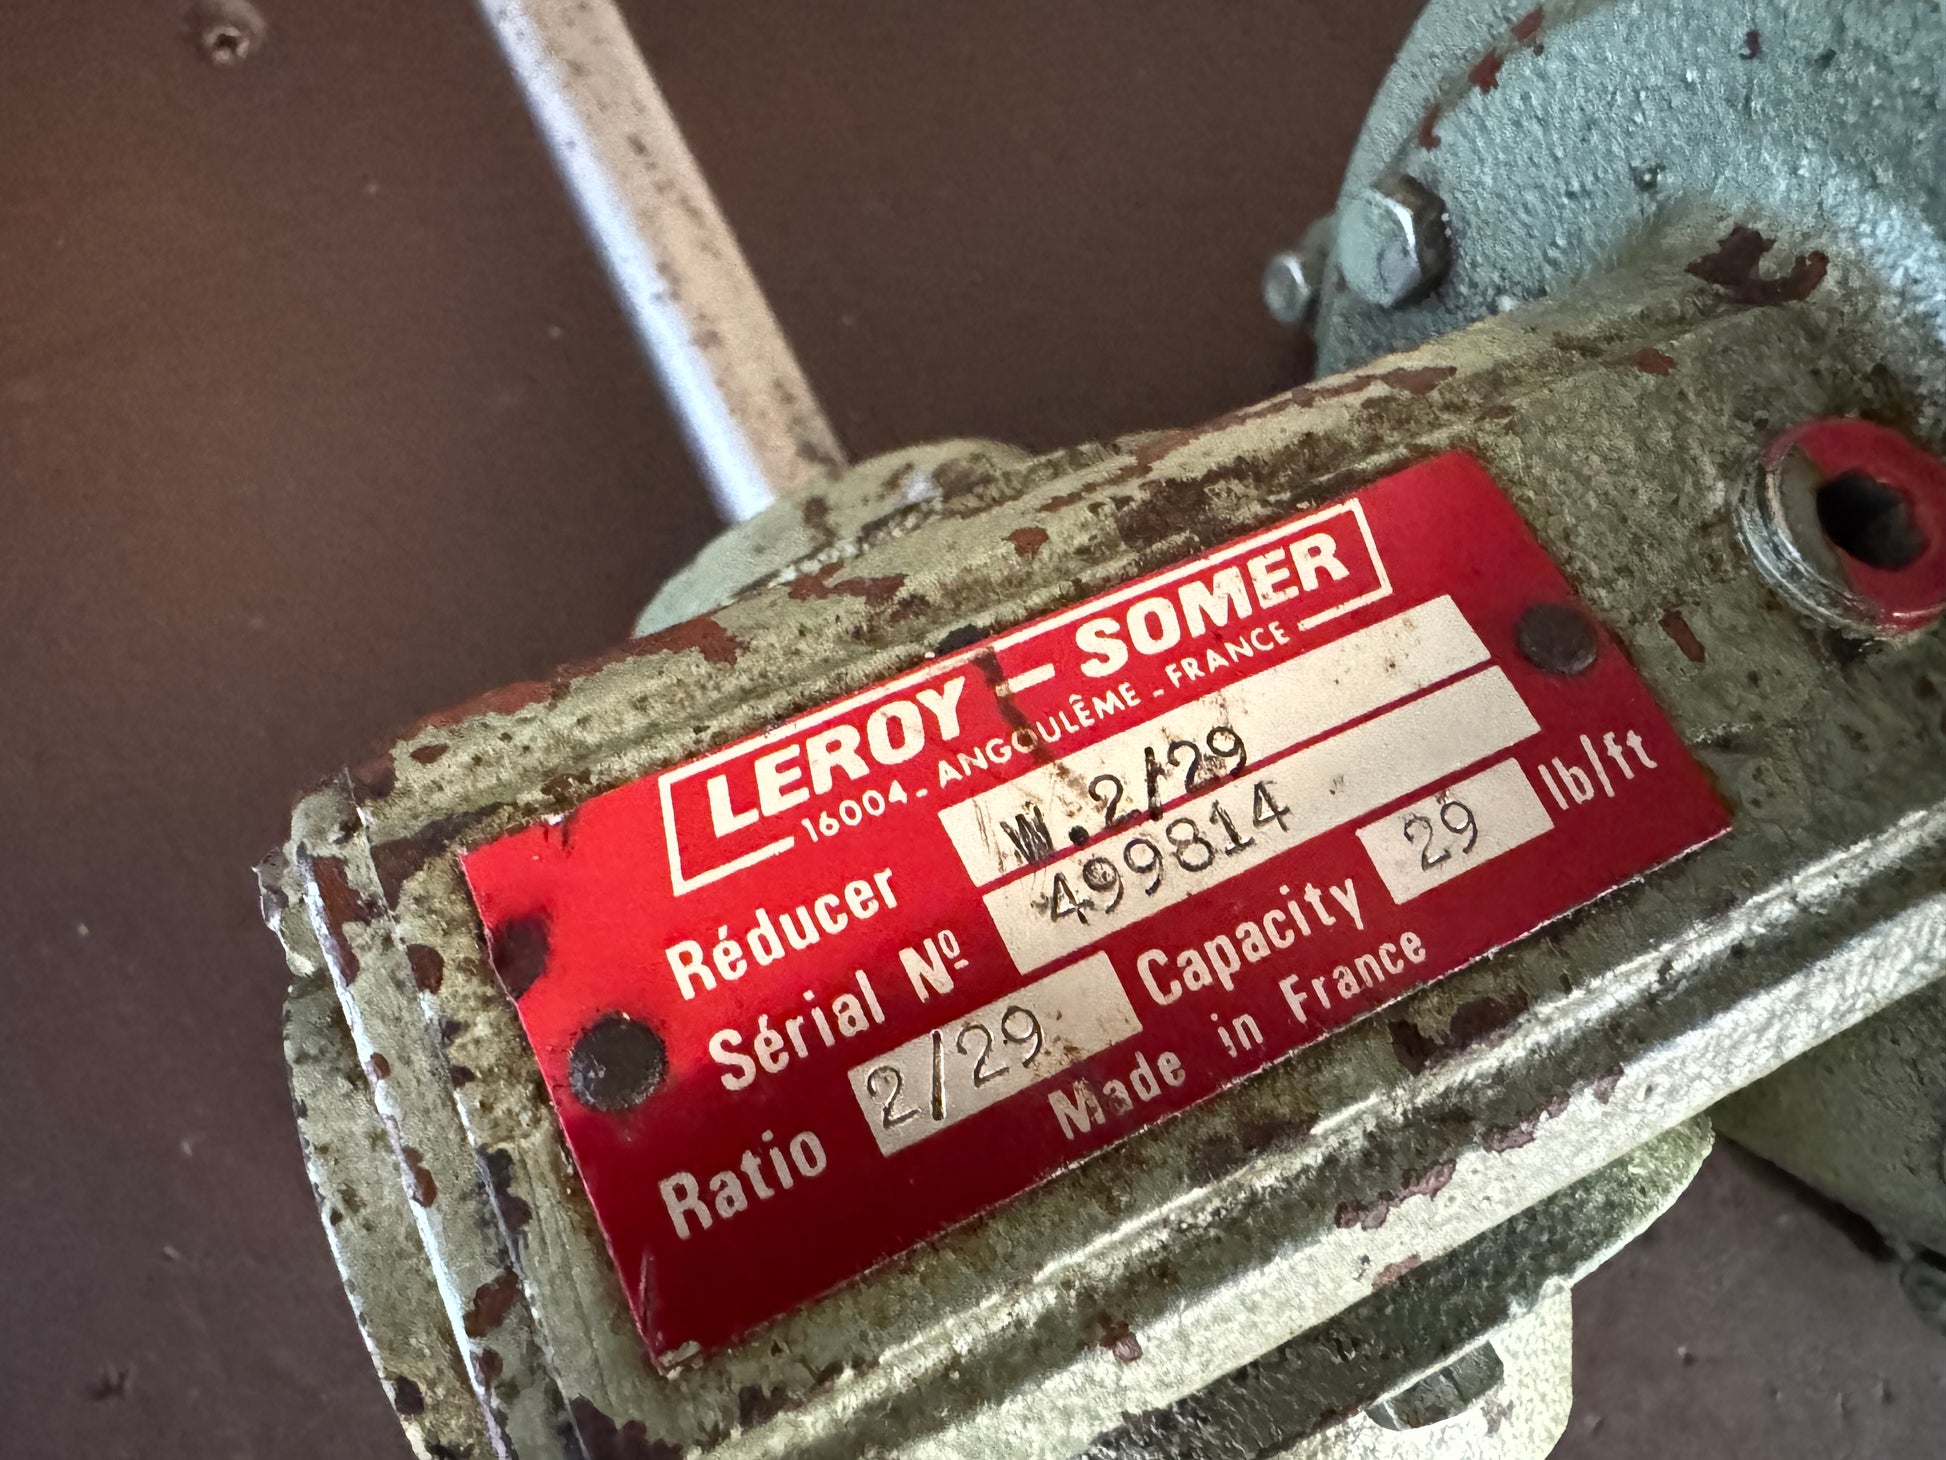 LEROY-SOMER
16004-ANGOULÊME-FRANCE
Réducer W.2/29
Sérial Nº 499814
Ratio 2/29 Capacity 29 lb/ft
Made in France